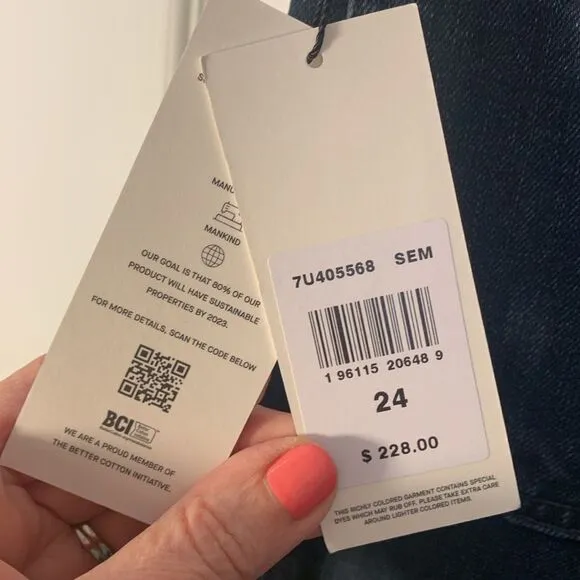 MANKIND
OUR GOAL IS THAT 80% OF OUR
PRODUCT WILL HAVE SUSTAINABLE
PROPERTIES BY 2023.
FOR MORE DETAILS, SCAN THE CODE BELOW
BCI Better
Cotton
Initiative
WE ARE A PROUD MEMBER OF
THE BETTER COTTON INITIATIVE.
7U405568 SEM
1 96115 20648 9
24
$ 228.00
THIS RICHLY COLORED GARMENT CONTAINS SPECIAL
DYES WHICH MAY RUB OFF. PLEASE TAKE EXTRA CARE
AROUND LIGHTER COLORED ITEMS.